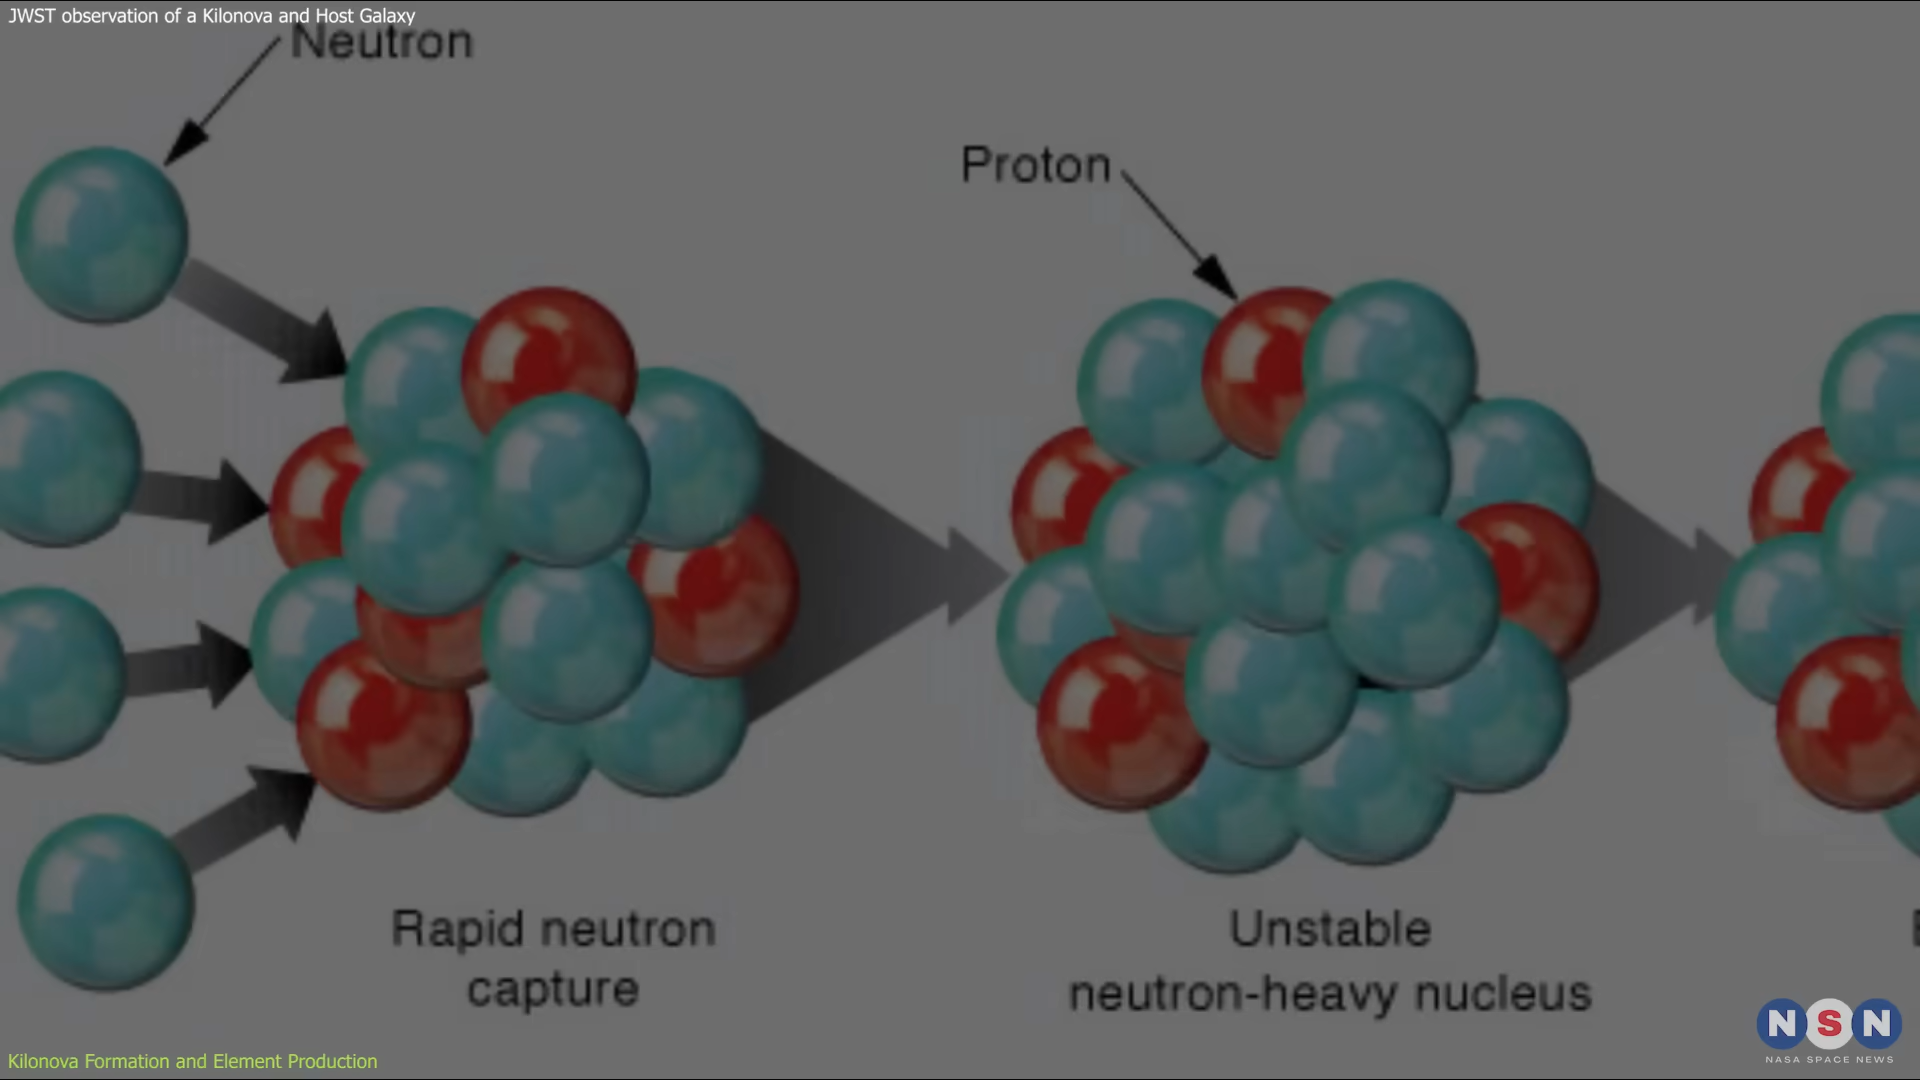 JWST observation of a Kilonova and Host Galaxy
Neutron
Proton
Rapid neutron
capture
Unstable
neutron-heavy nucleus
Kilonova Formation and Element Production
NSN
NASA SPACE NEWS